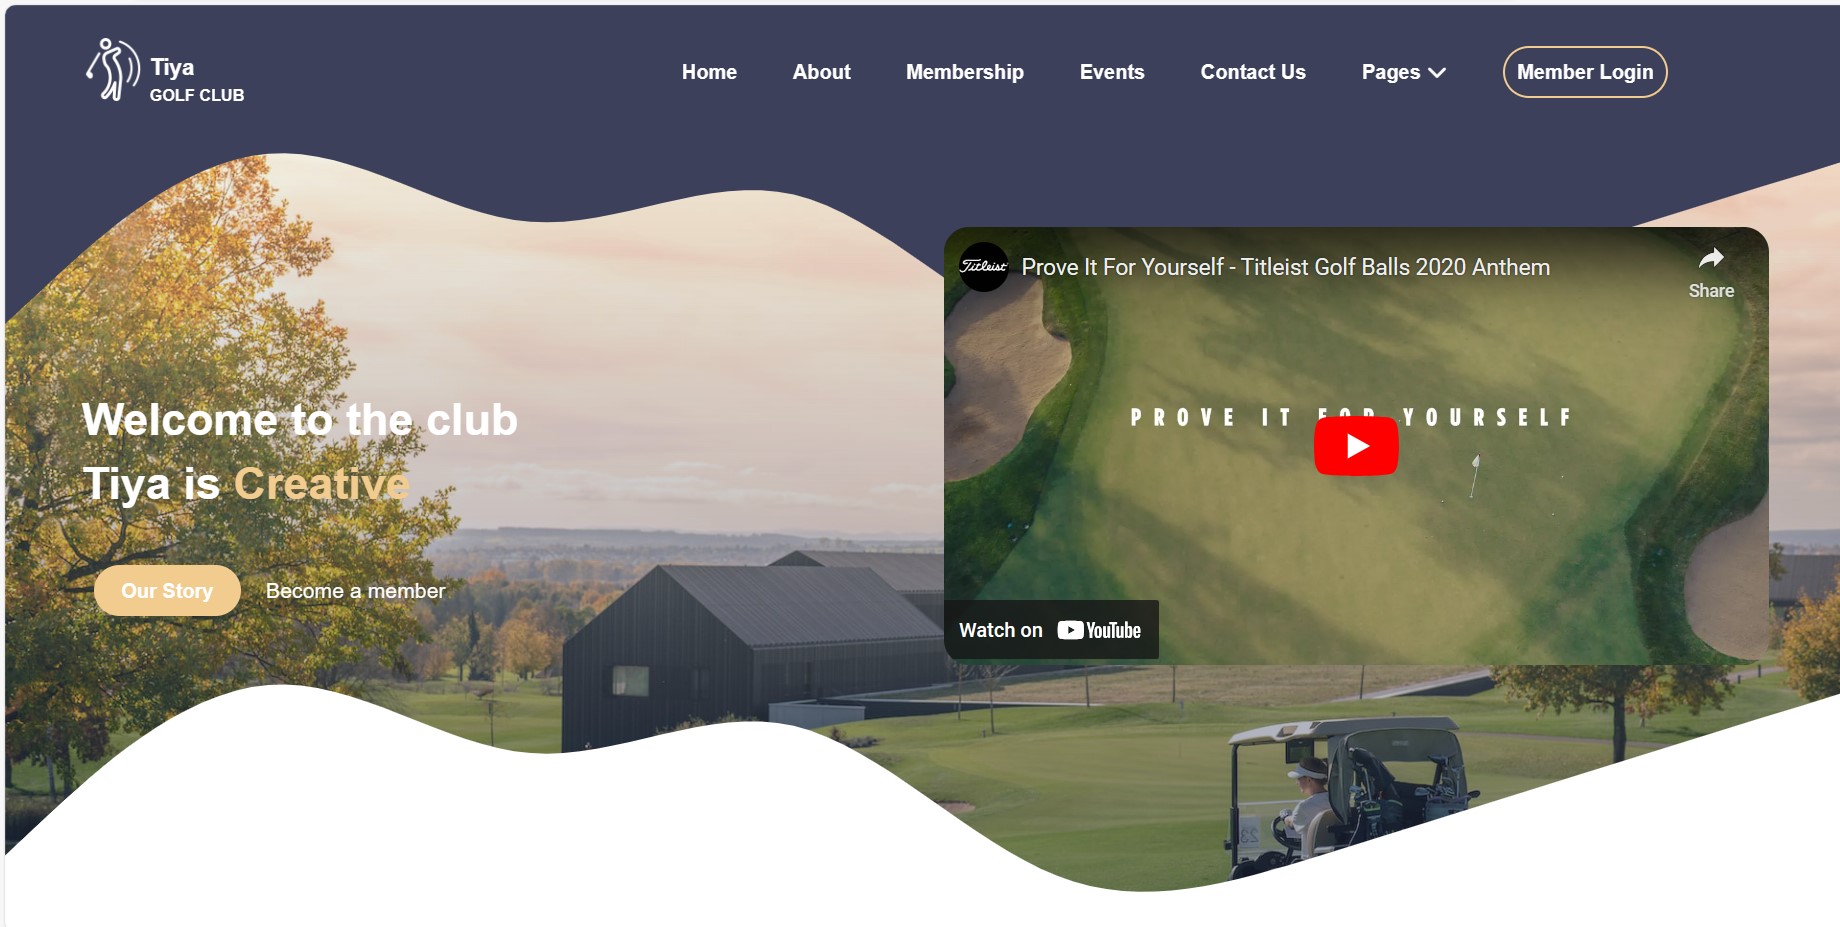 Tiya
GOLF CLUB
Home
About
Membership
Events
Contact Us
Pages
Member Login
Welcome to the club
Tiya is Creative
Our Story
Become a member
Titleist
Prove It For Yourself - Titleist Golf Balls 2020 Anthem
Share
PROVE IT FOR YOURSELF
Watch on YouTube
23